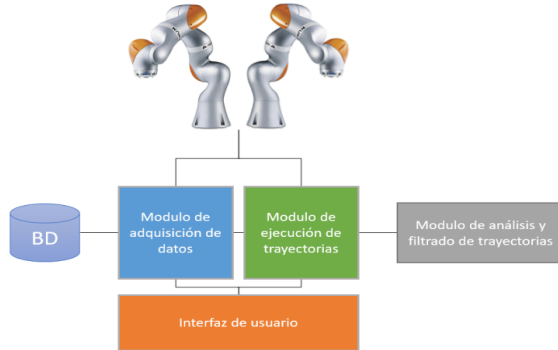 BD
Modulo de
adquisición de
datos
Modulo de
ejecución de
trayectorias
Modulo de análisis y
filtrado de trayectorias
Interfaz de usuario